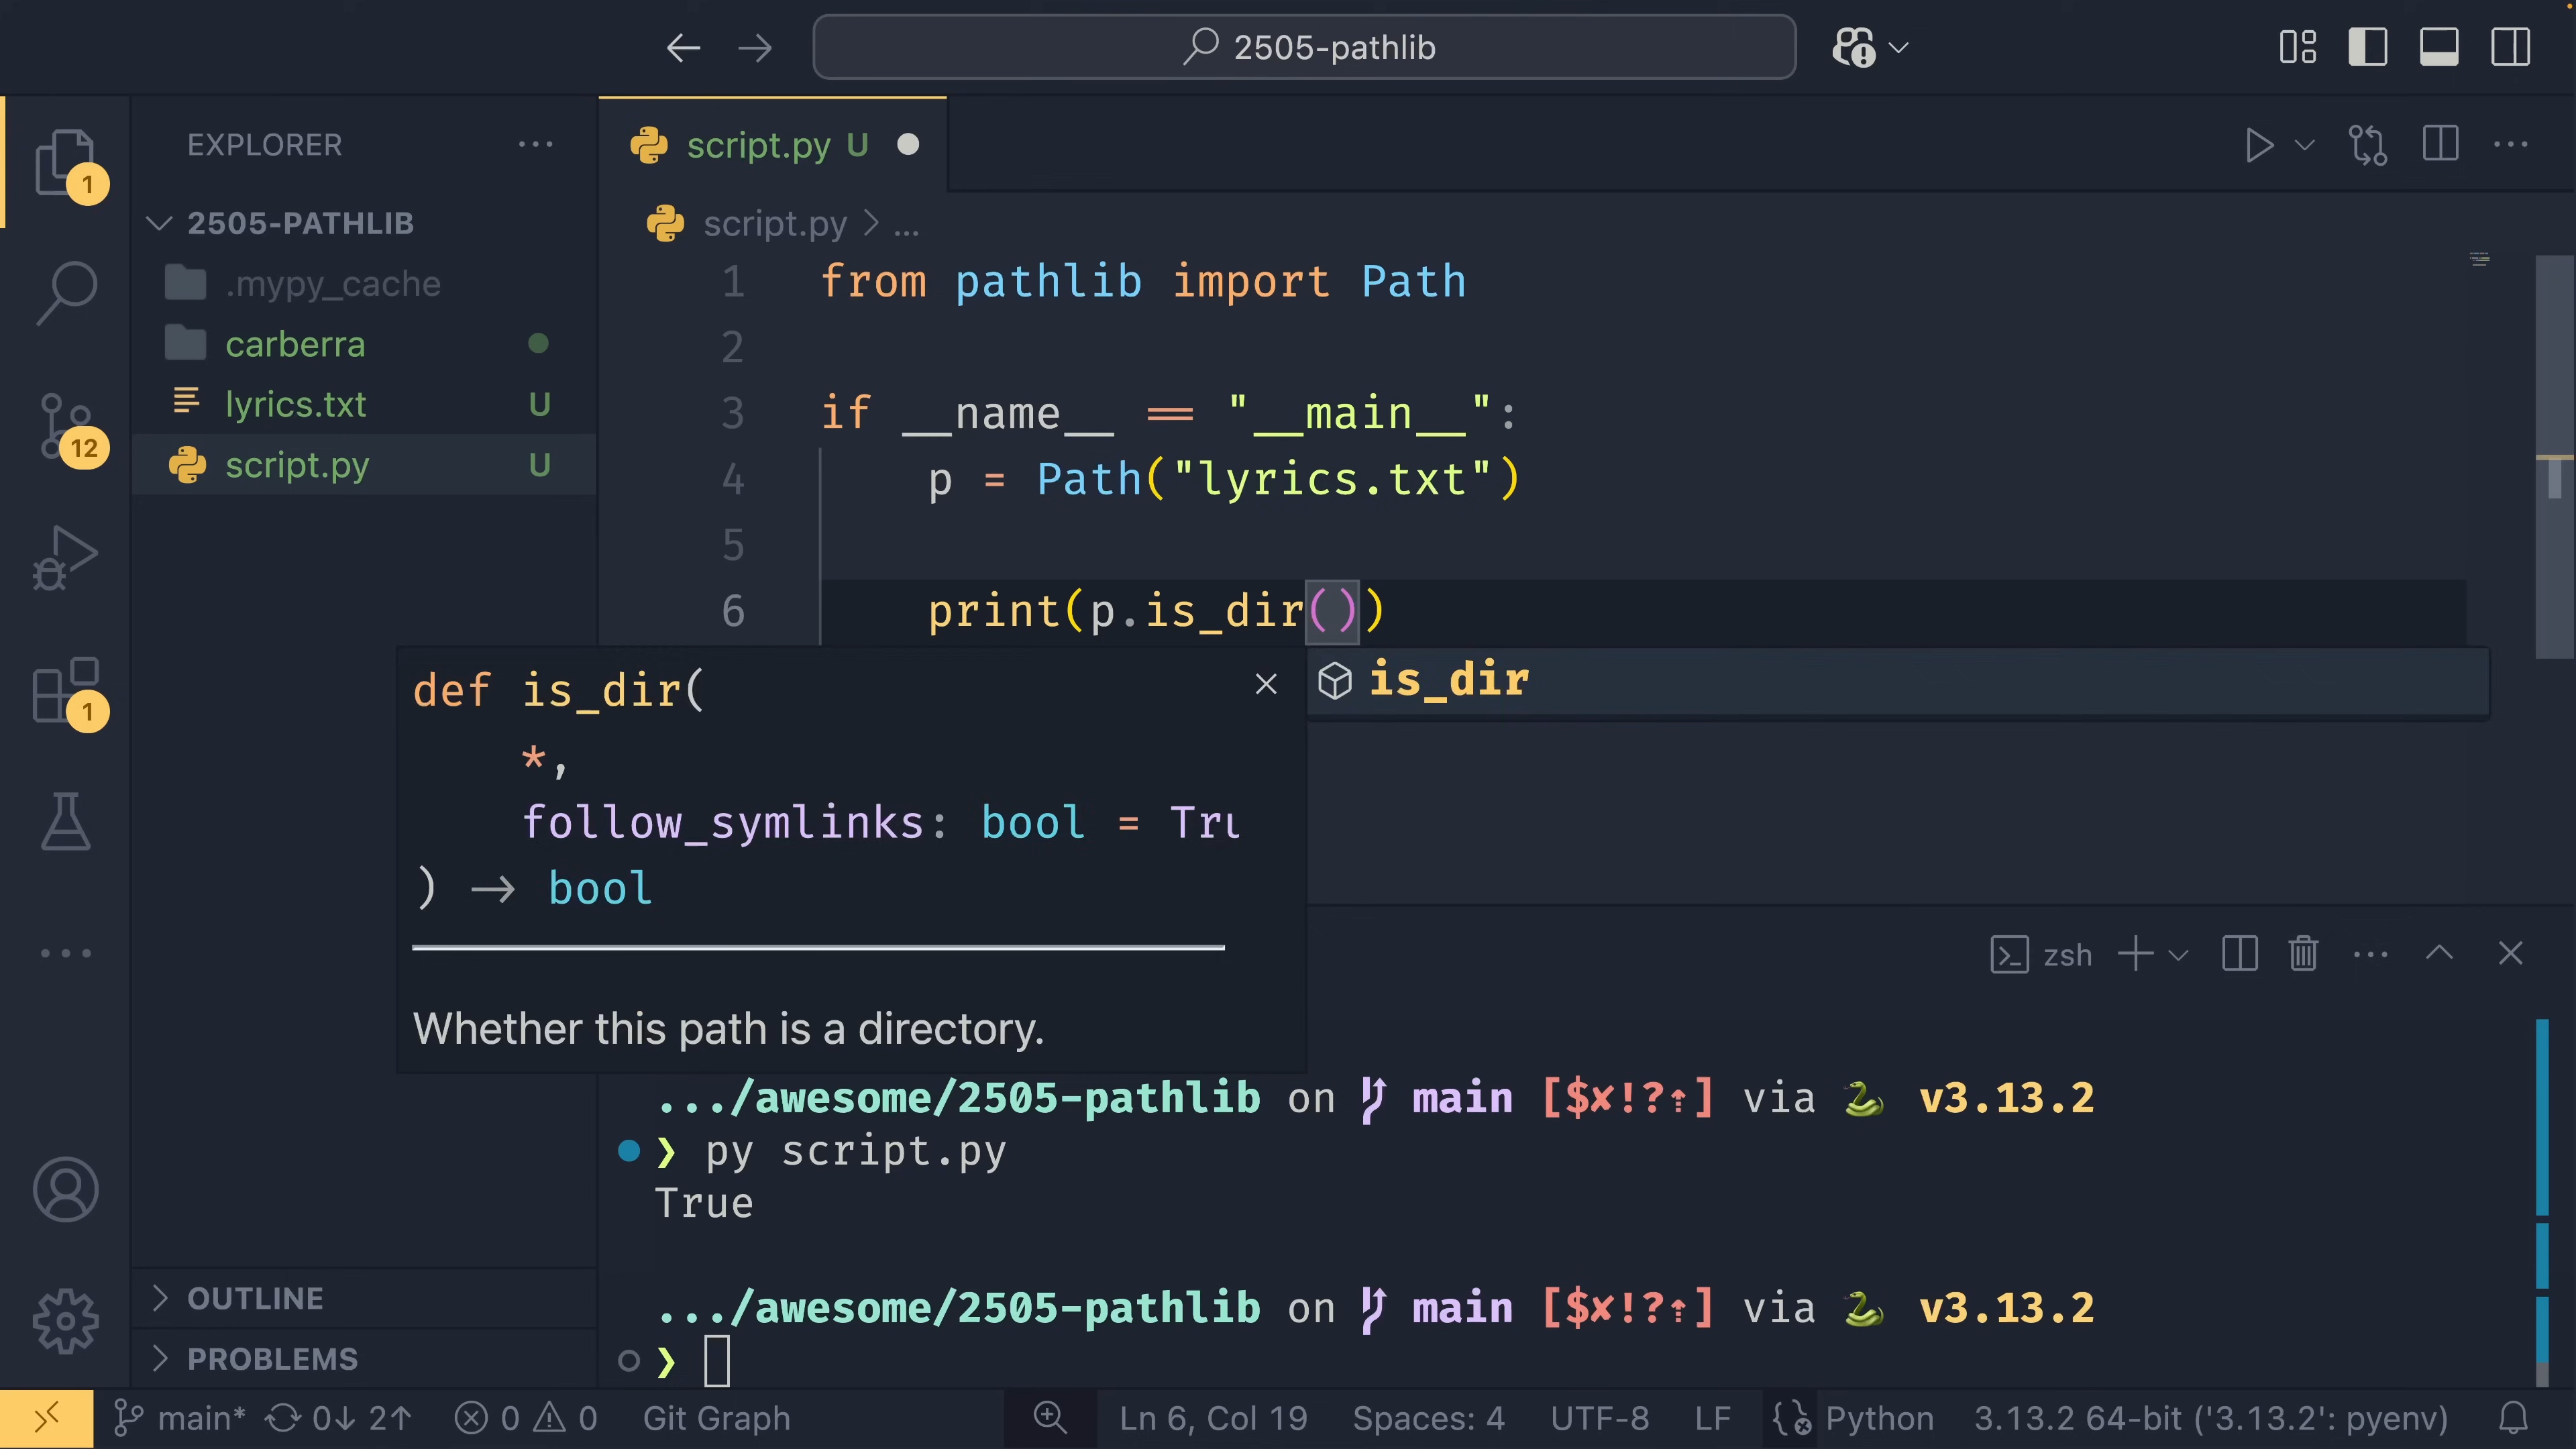 2505-pathlib
EXPLORER
1
2505-PATHLIB
.mypy_cache
carberra
lyrics.txt U
script.py U
12
1
OUTLINE
PROBLEMS
script.py U
script.py > ...
1 from pathlib import Path
2
3 if __name__ == "__main__":
4 p = Path("lyrics.txt")
5
6 print(p.is_dir())
is_dir
def is_dir(
*,
follow_symlinks: bool = Tru
) -> bool
Whether this path is a directory.
zsh
.../awesome/2505-pathlib on main [$✘!?⇡] via 🐍 v3.13.2
❯ py script.py
True
.../awesome/2505-pathlib on main [$✘!?⇡] via 🐍 v3.13.2
❯
main* 0↓ 2↑ 0 0 Git Graph Ln 6, Col 19 Spaces: 4 UTF-8 LF Python 3.13.2 64-bit ('3.13.2': pyenv)